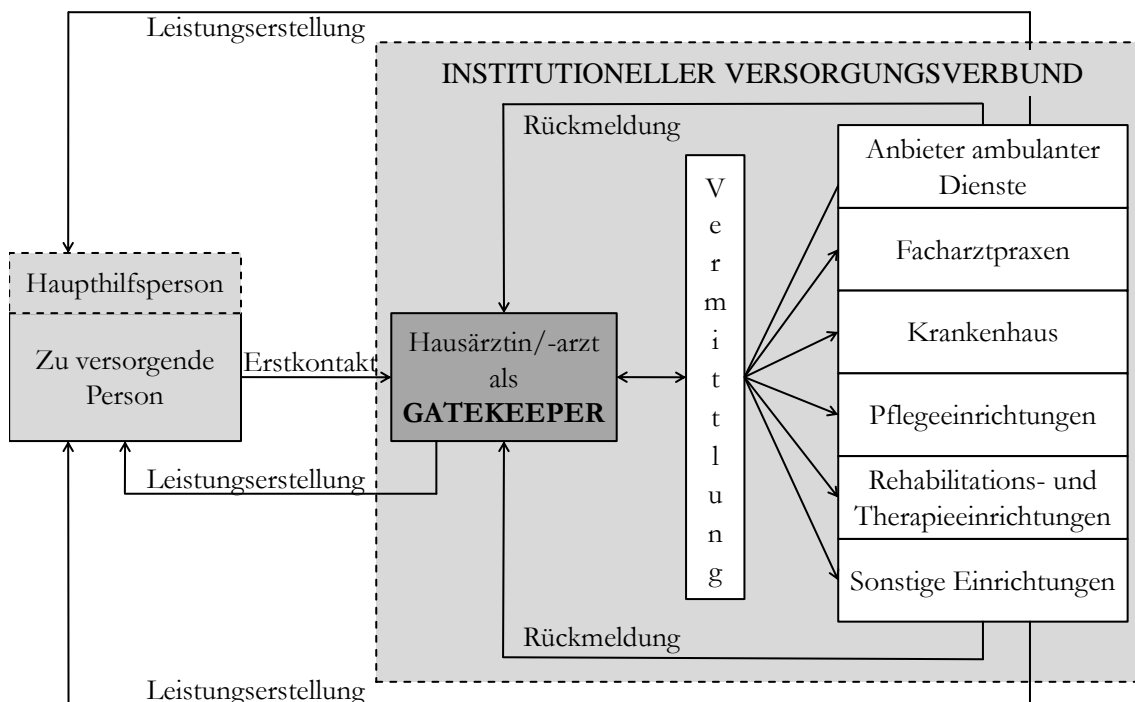 Leistungserstellung
INSTITUTIONELLER VERSORGUNGSVERBUND
Rückmeldung
Anbieter ambulanter
Dienste
Facharztpraxen
Krankenhaus
Pflegeeinrichtungen
Rehabilitations- und
Therapieeinrichtungen
Sonstige Einrichtungen
Vermittlung
Haupthilfsperson
Zu versorgende
Person
Erstkontakt
Hausärztin/-arzt
als
GATEKEEPER
Leistungserstellung
Rückmeldung
Leistungserstellung